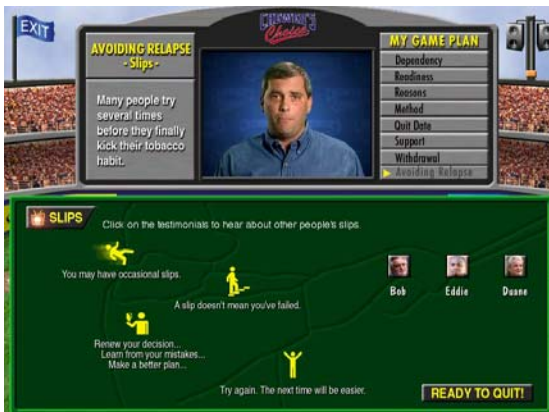 EXIT
CHEWING'S
Choice
AVOIDING RELAPSE
- Slips -
Many people try
several times
before they finally
kick their tobacco
habit.
MY GAME PLAN
Dependency
Readiness
Reasons
Method
Quit Date
Support
Withdrawal
Avoiding Relapse
SLIPS
Click on the testimonials to hear about other people's slips.
You may have occasional slips.
A slip doesn't mean you've failed.
Renew your decision...
Learn from your mistakes...
Make a better plan...
Try again. The next time will be easier.
Bob
Eddie
Duane
READY TO QUIT!